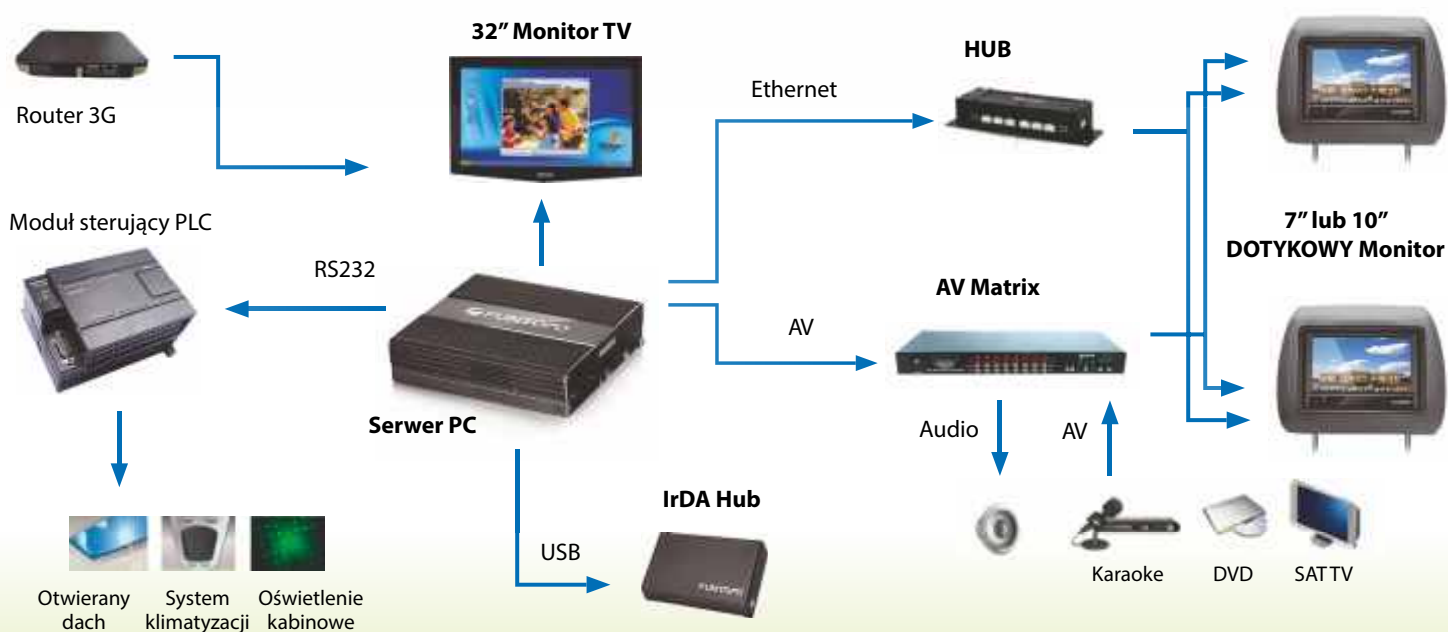 32” Monitor TV
HUB
Ethernet
Router 3G
Moduł sterujący PLC
7” lub 10”
DOTYKOWY Monitor
RS232
AV Matrix
AV
Serwer PC
Audio
AV
IrDA Hub
USB
Karaoke
DVD
SAT TV
Otwierany
dach
System
klimatyzacji
Oświetlenie
kabinowe